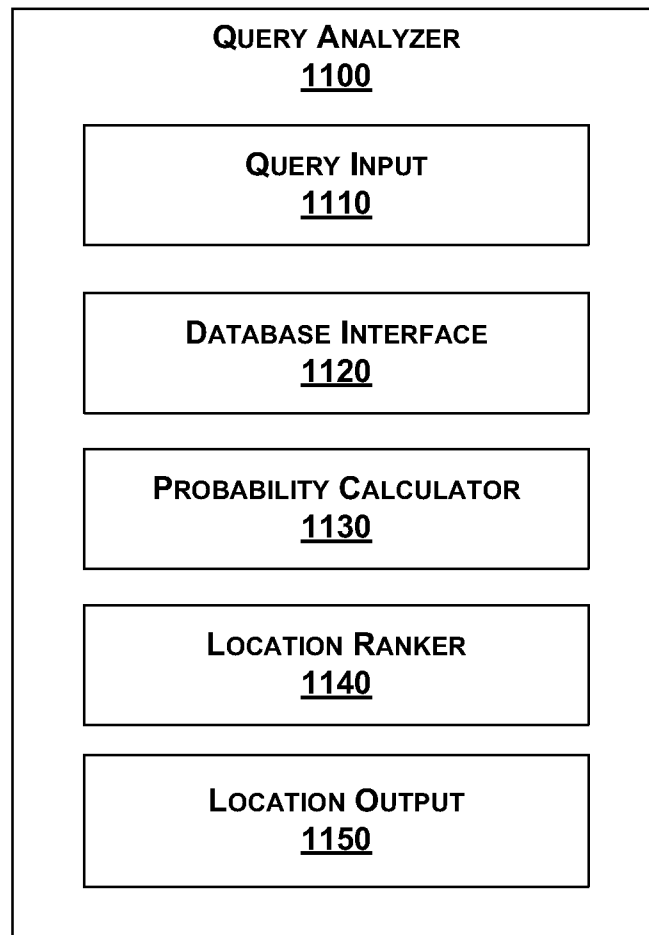 QUERY ANALYZER
1100
QUERY INPUT
1110
DATABASE INTERFACE
1120
PROBABILITY CALCULATOR
1130
LOCATION RANKER
1140
LOCATION OUTPUT
1150